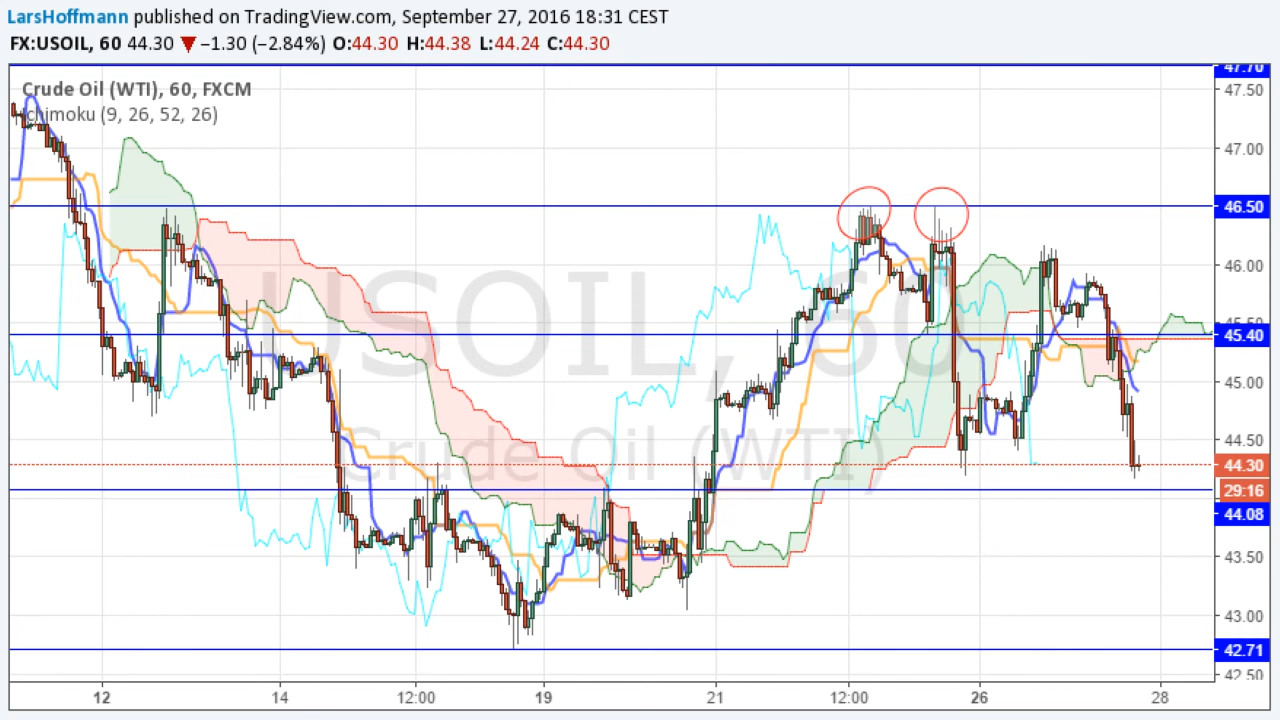 LarsHoffmann published on TradingView.com, September 27, 2016 18:31 CEST
FX:USOIL, 60 44.30 ▼ −1.30 (−2.84%) O:44.30 H:44.38 L:44.24 C:44.30
Crude Oil (WTI), 60, FXCM
Ichimoku (9, 26, 52, 26)
USOIL, 60
Crude Oil (WTI)
47.70
47.50
47.00
46.50
46.00
45.50
45.40
45.00
44.50
44.30
29:16
44.08
43.50
43.00
42.71
42.50
12 14 12:00 19 21 12:00 26 28